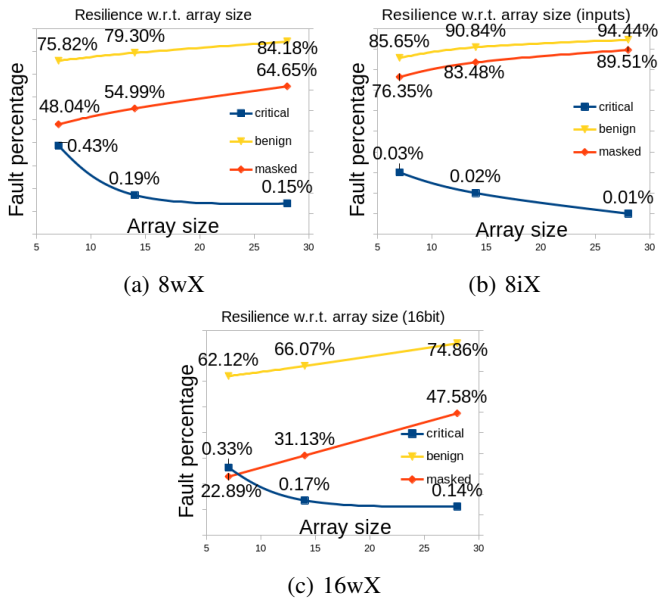 Resilience w.r.t. array size
75.82%
79.30%
84.18%
64.65%
48.04%
54.99%
0.43%
0.19%
0.15%
critical
benign
masked
Fault percentage
Array size
5 10 15 20 25 30
(a) 8wX
Resilience w.r.t. array size (inputs)
85.65%
90.84%
94.44%
76.35%
83.48%
89.51%
0.03%
0.02%
0.01%
critical
benign
masked
Fault percentage
Array size
5 10 15 20 25 30
(b) 8iX
Resilience w.r.t. array size (16bit)
62.12%
66.07%
74.86%
47.58%
0.33%
31.13%
22.89%
0.17%
0.14%
critical
benign
masked
Fault percentage
Array size
5 10 15 20 25 30
(c) 16wX